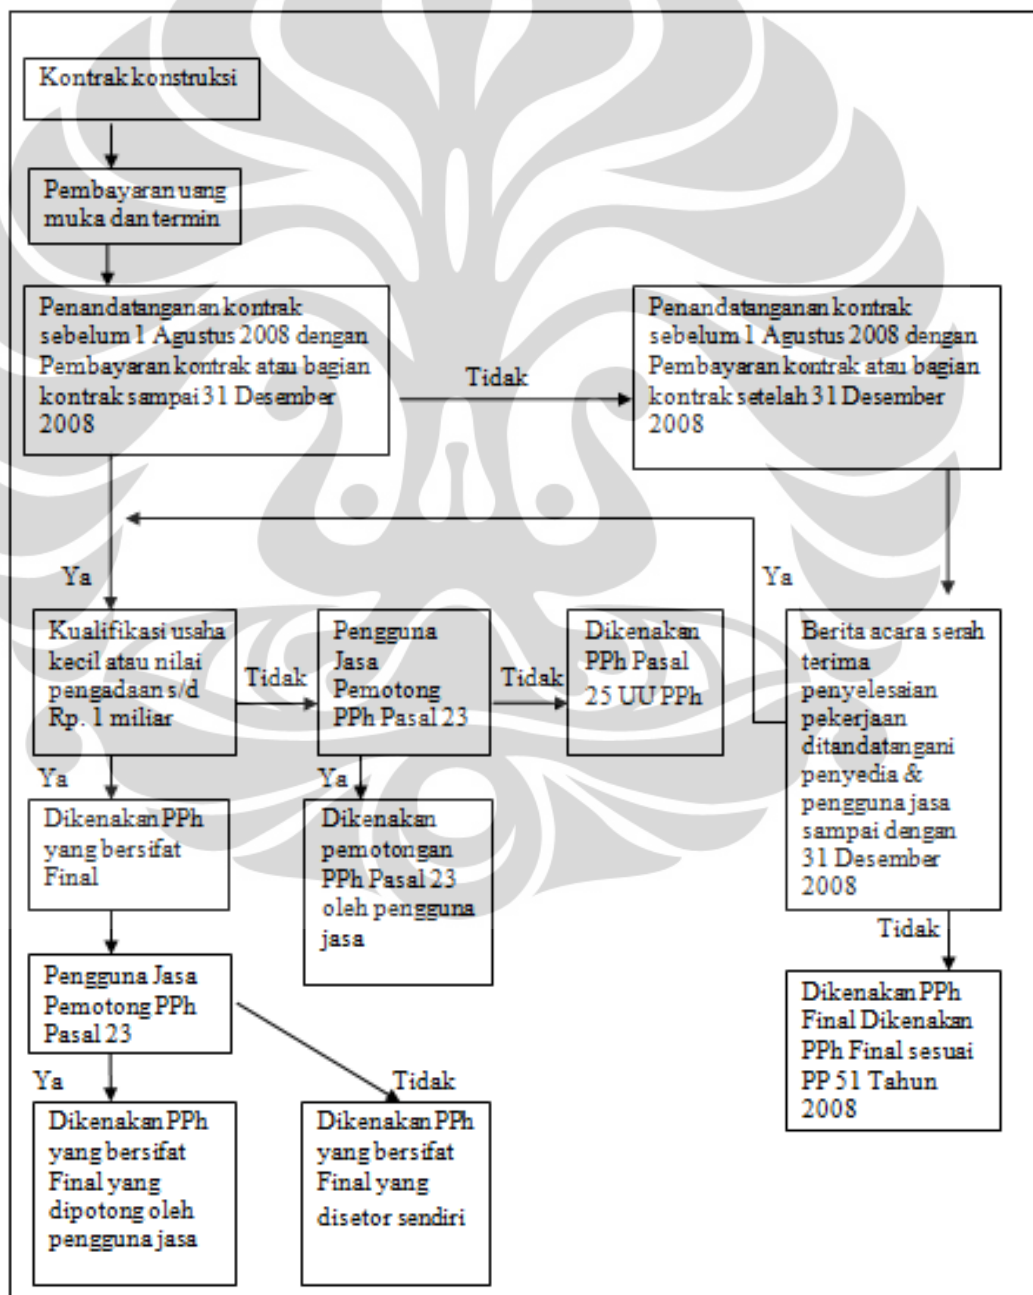 Kontrak konstruksi
Pembayaran uang
muka dan termin
Penandatanganan kontrak
sebelum 1 Agustus 2008 dengan
Pembayaran kontrak atau bagian
kontrak sampai 31 Desember
2008
Tidak
Penandatanganan kontrak
sebelum 1 Agustus 2008 dengan
Pembayaran kontrak atau bagian
kontrak setelah 31 Desember
2008
Ya
Ya
Kualifikasi usaha
kecil atau nilai
pengadaan s/d
Rp. 1 miliar
Tidak
Pengguna
Jasa
Pemotong
PPh Pasal 23
Tidak
Dikenakan
PPh Pasal
25 UU PPh
Berita acara serah
terima
penyelesaian
pekerjaan
ditandatangani
penyedia &
pengguna jasa
sampai dengan
31 Desember
2008
Ya
Ya
Dikenakan PPh
yang bersifat
Final
Dikenakan
pemotongan
PPh Pasal 23
oleh pengguna
jasa
Tidak
Pengguna Jasa
Pemotong PPh
Pasal 23
Dikenakan PPh
Final Dikenakan
PPh Final sesuai
PP 51 Tahun
2008
Ya
Tidak
Dikenakan PPh
yang bersifat
Final yang
dipotong oleh
pengguna jasa
Dikenakan PPh
yang bersifat
Final yang
disetor sendiri